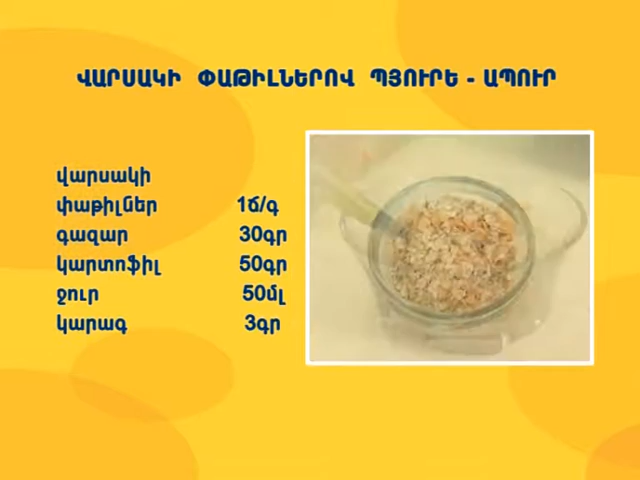 ՎԱՐՍԱԿԻ ՓԱԹԻԼՆԵՐՈՎ ՊՅՈՒՐԵ - ԱՊՈՒՐ
վարսակի
փաթիլներ 1ճ/գ
գազար 30գր
կարտոֆիլ 50գր
ջուր 50մլ
կարագ 3գր